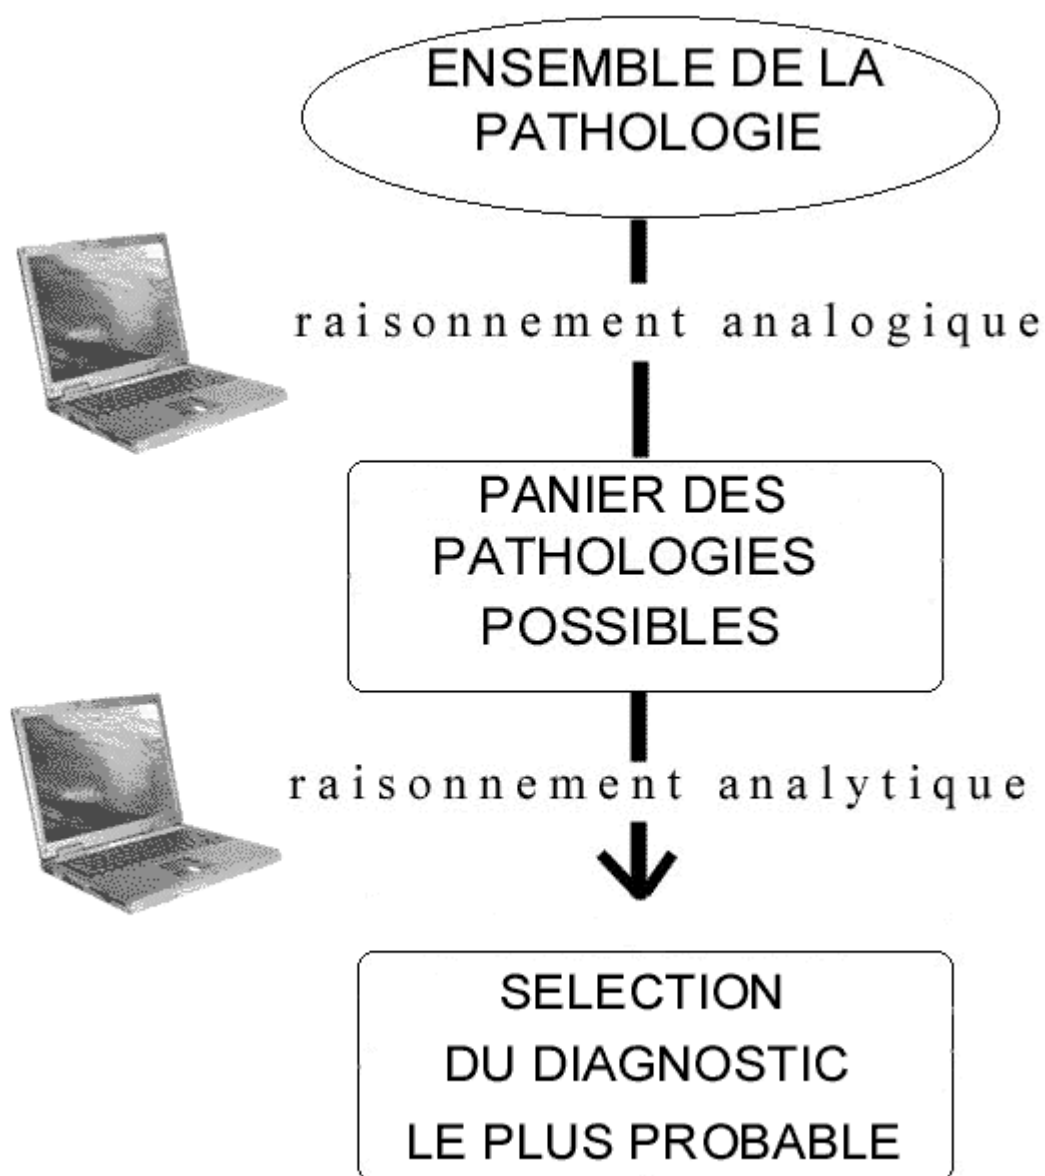 ENSEMBLE DE LA
PATHOLOGIE
raisonnement analogique
PANIER DES
PATHOLOGIES
POSSIBLES
raisonnement analytique
SELECTION
DU DIAGNOSTIC
LE PLUS PROBABLE